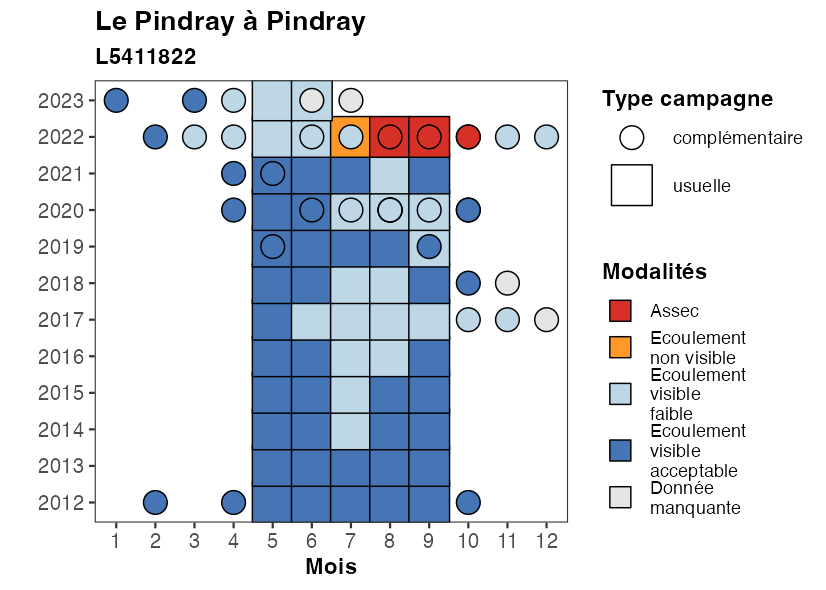 Le Pindray à Pindray
L5411822
2023
2022
2021
2020
2019
2018
2017
2016
2015
2014
2013
2012
1 2 3 4 5 6 7 8 9 10 11 12
Mois
Type campagne
complémentaire
usuelle
Modalités
Assec
Ecoulement
non visible
Ecoulement
visible
faible
Ecoulement
visible
acceptable
Donnée
manquante